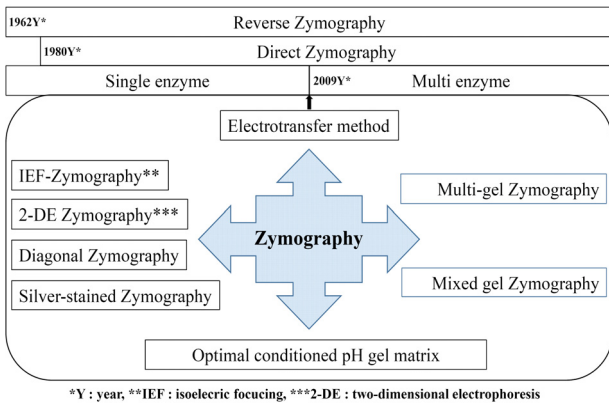 1962Y* Reverse Zymography
1980Y* Direct Zymography
Single enzyme 2009Y* Multi enzyme
Electrotransfer method
IEF-Zymography**
2-DE Zymography***
Diagonal Zymography
Silver-stained Zymography
Zymography
Multi-gel Zymography
Mixed gel Zymography
Optimal conditioned pH gel matrix
*Y : year, **IEF : isoelecric focucing, ***2-DE : two-dimensional electrophoresis